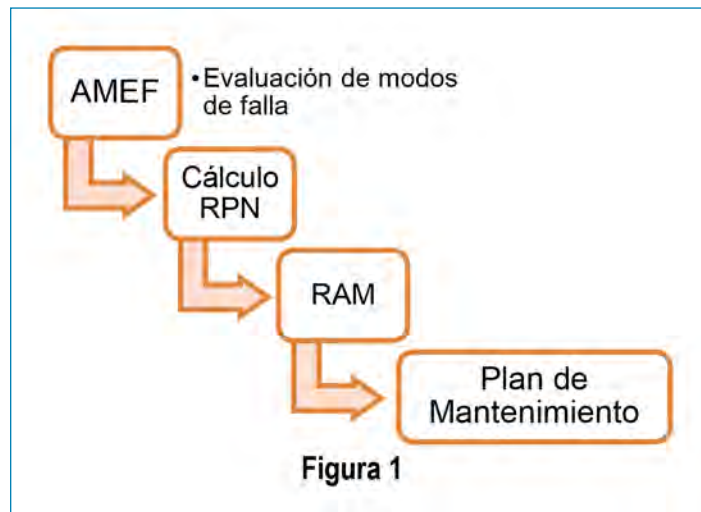 AMEF
•Evaluación de modos
de falla
Cálculo
RPN
RAM
Plan de
Mantenimiento
Figura 1